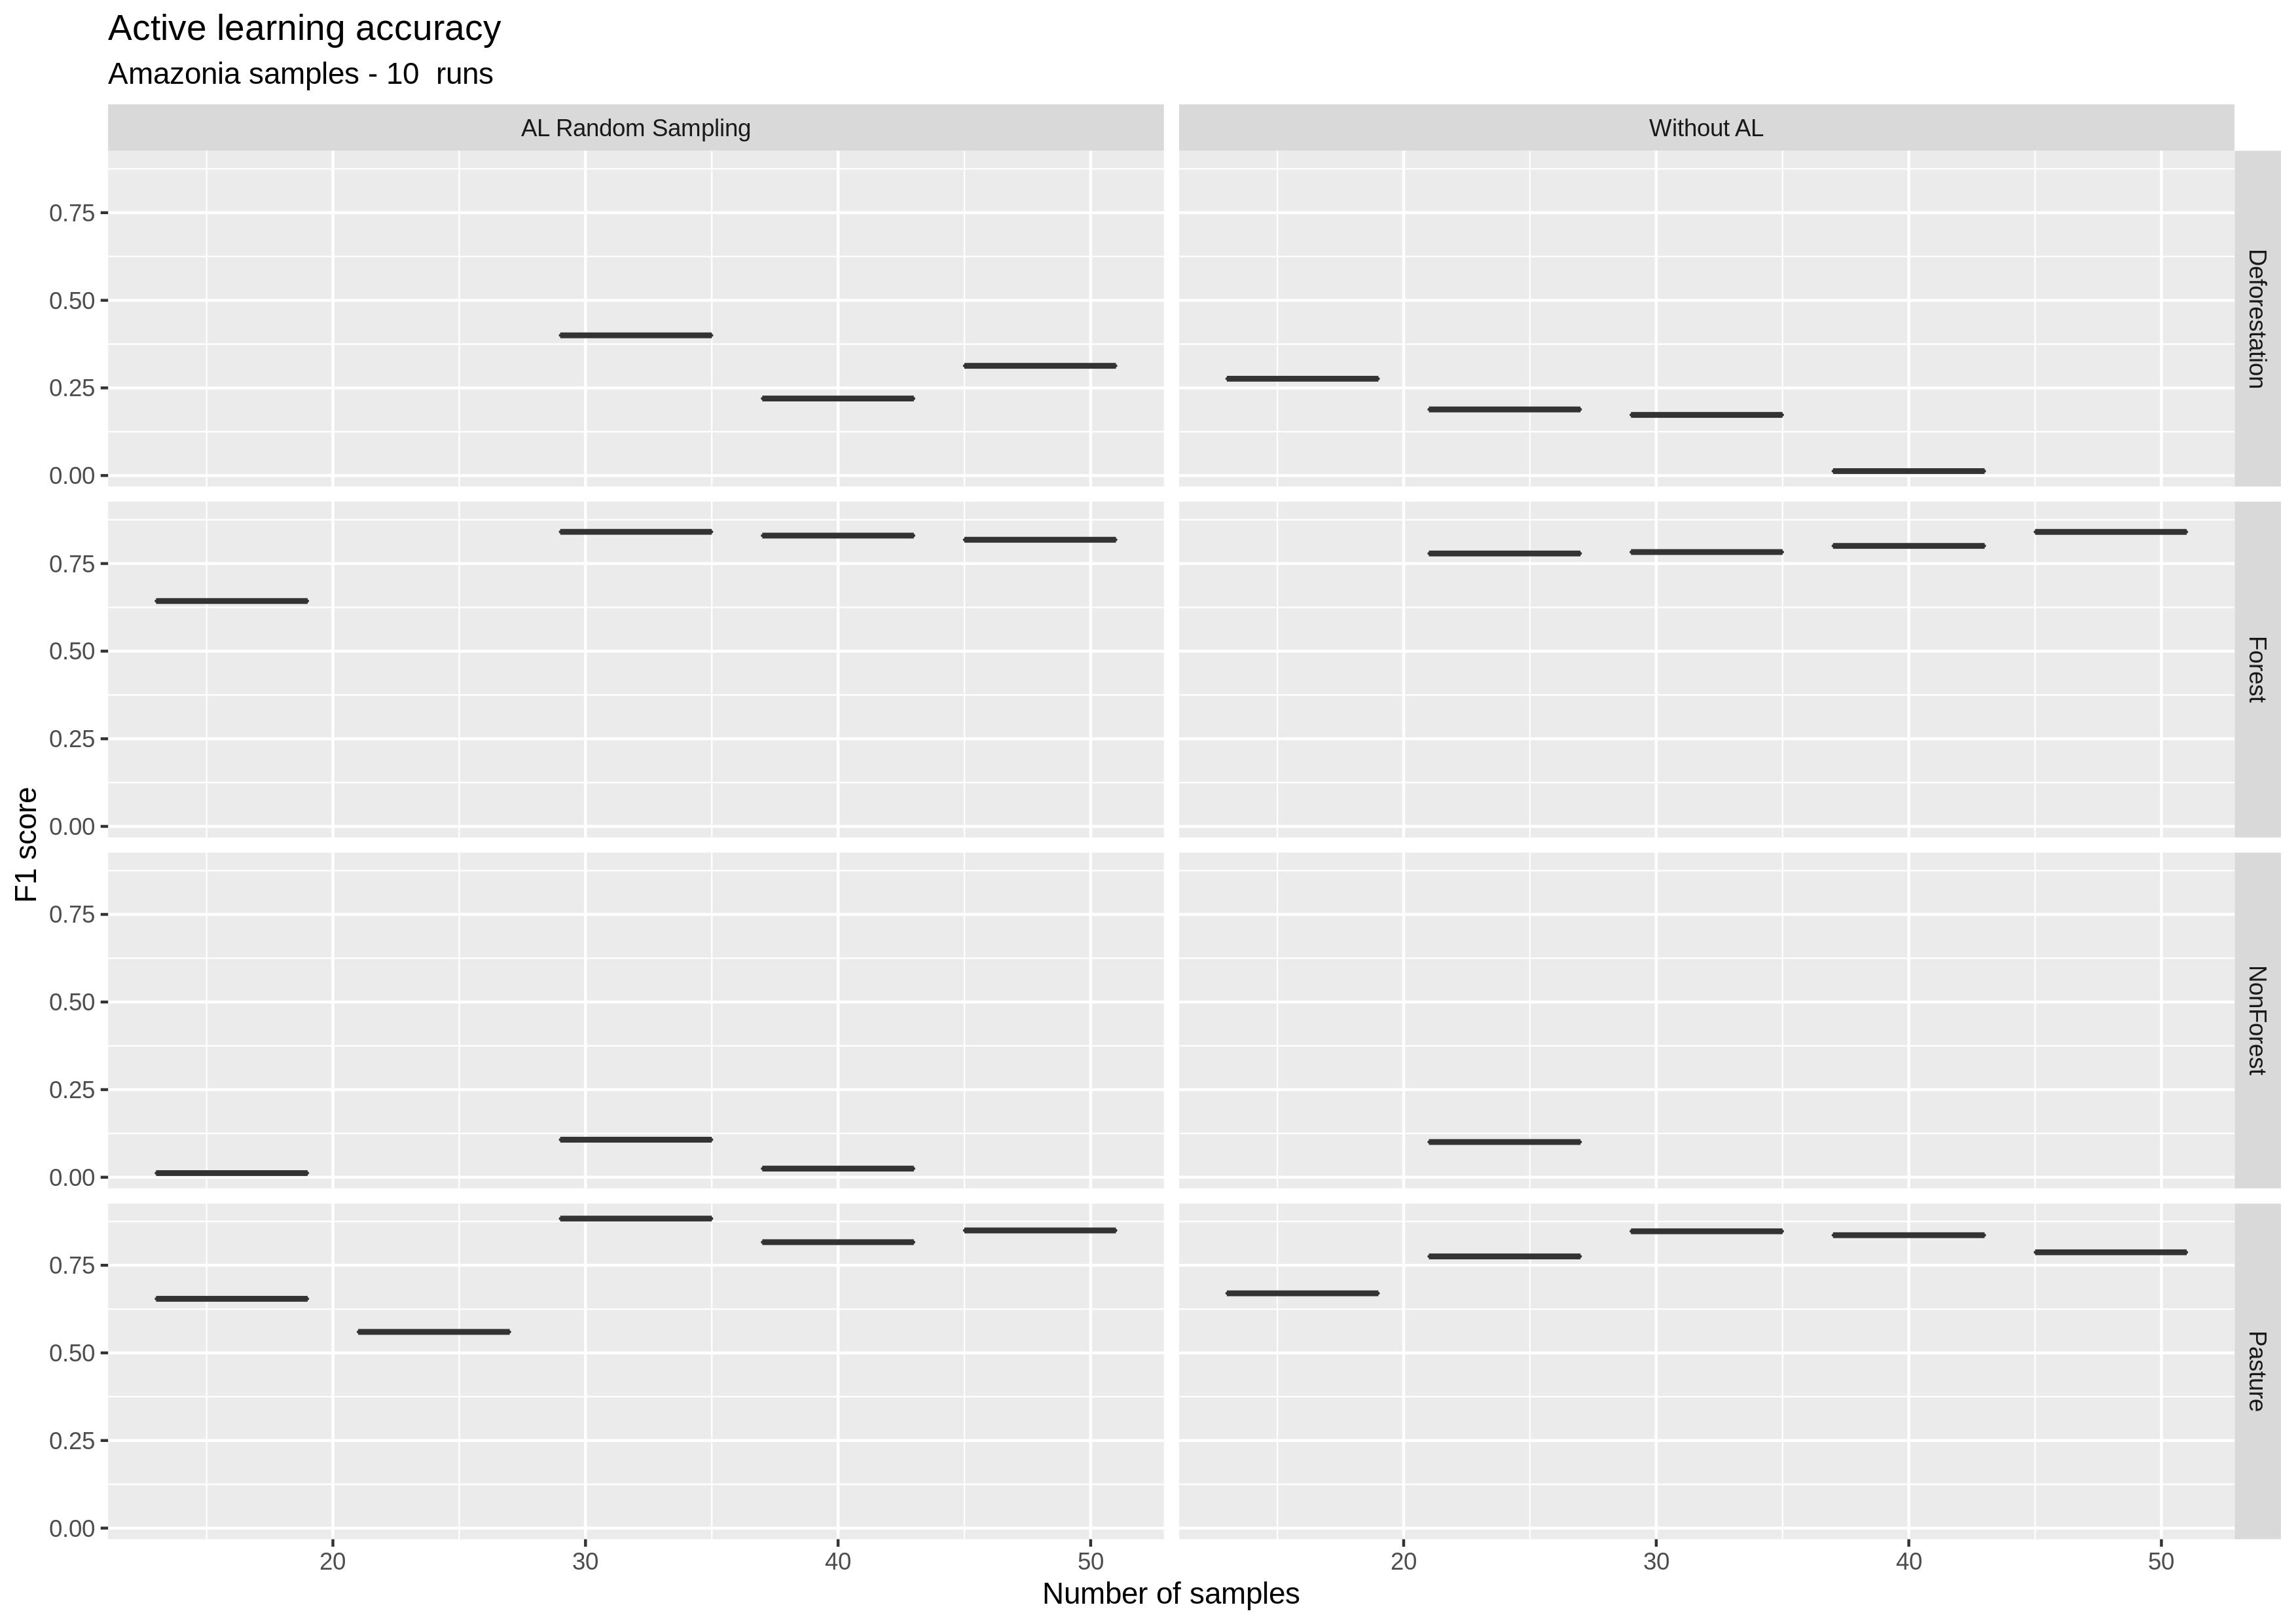 Active learning accuracy
Amazonia samples - 10  runs
AL Random Sampling
Without AL
0.75
0.50
0.25
0.00
Deforestation
0.75
0.50
0.25
0.00
Forest
0.75
0.50
0.25
0.00
NonForest
0.75
0.50
0.25
0.00
Pasture
F1 score
20 30 40 50
20 30 40 50
Number of samples